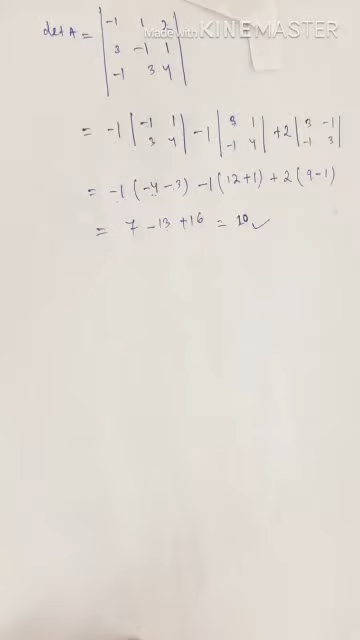 Made with KINEMASTER
det A = | -1 1 2 |
| 3 -1 1 |
| -1 3 4 |
= -1 | -1 1 | -1 | 3 1 | +2 | 3 -1 |
| 3 4 | | -1 4 | | -1 3 |
= -1 (-4 - 3) -1 (12+1) + 2 (9-1)
= 7 - 13 + 16 = 10 ✓